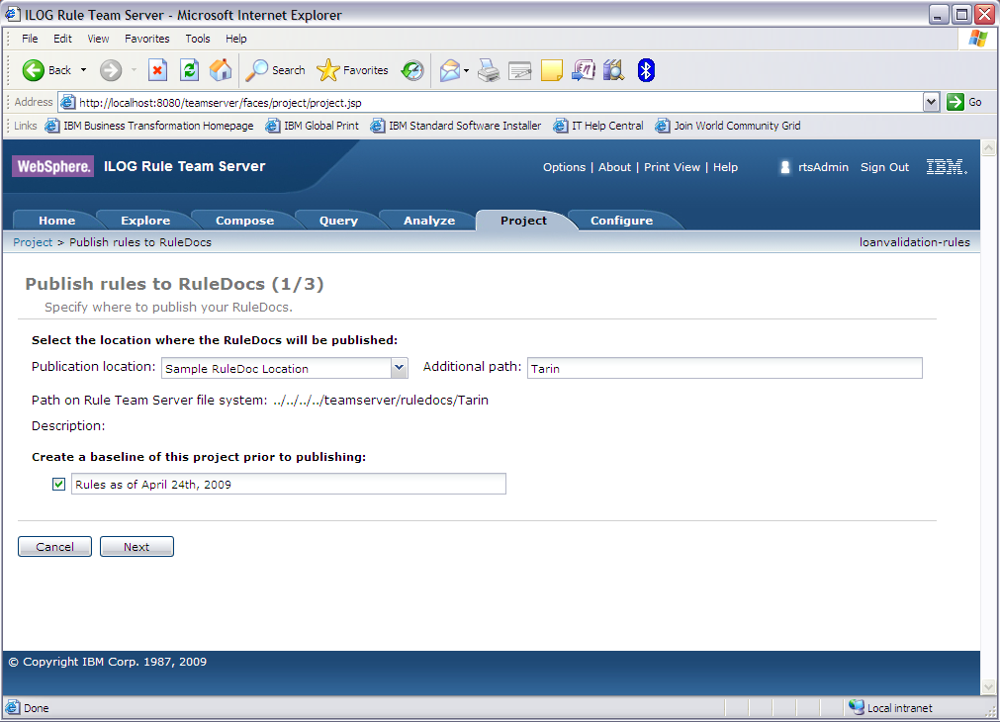 ILOG Rule Team Server - Microsoft Internet Explorer
File Edit View Favorites Tools Help
Back Search Favorites
Address http://localhost:8080/teamserver/faces/project/project.jsp Go
Links IBM Business Transformation Homepage IBM Global Print IBM Standard Software Installer IT Help Central Join World Community Grid
WebSphere. ILOG Rule Team Server Options | About | Print View | Help rtsAdmin Sign Out IBM.
Home Explore Compose Query Analyze Project Configure
Project > Publish rules to RuleDocs loanvalidation-rules
Publish rules to RuleDocs (1/3)
Specify where to publish your RuleDocs.
Select the location where the RuleDocs will be published:
Publication location: Sample RuleDoc Location Additional path: Tarin
Path on Rule Team Server file system: ../../../../teamserver/ruledocs/Tarin
Description:
Create a baseline of this project prior to publishing:
Rules as of April 24th, 2009
Cancel Next
© Copyright IBM Corp. 1987, 2009
Done Local intranet